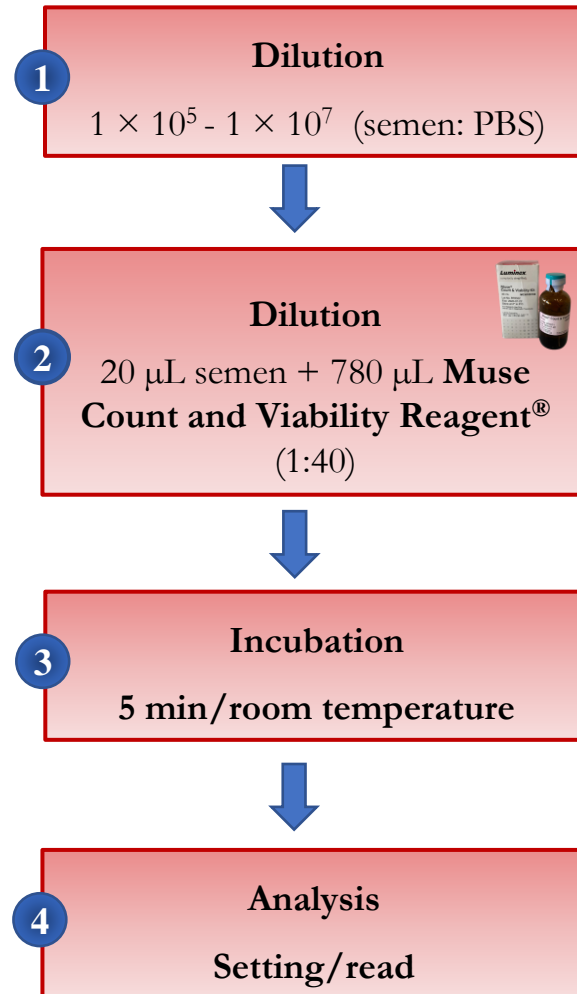 1
Dilution
1 × 10⁵ - 1 × 10⁷ (semen: PBS)
2
Luminex
Dilution
20 μL semen + 780 μL Muse
Count and Viability Reagent®
(1:40)
3
Incubation
5 min/room temperature
4
Analysis
Setting/read